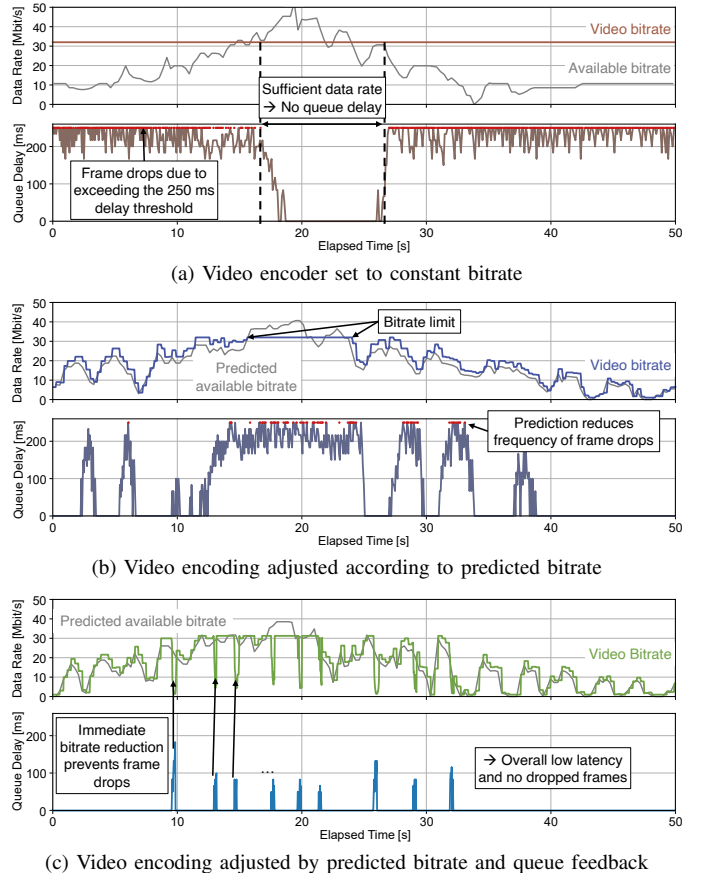 50
40
30
20
10
0
Data Rate [Mbit/s]
Video bitrate
Available bitrate
Sufficient data rate
→ No queue delay
200
100
0
Queue Delay [ms]
Frame drops due to
exceeding the 250 ms
delay threshold
0 10 20 30 40 50
Elapsed Time [s]
(a) Video encoder set to constant bitrate
50
40
30
20
10
0
Data Rate [Mbit/s]
Bitrate limit
Predicted
available bitrate
Video bitrate
200
100
0
Queue Delay [ms]
Prediction reduces
frequency of frame drops
0 10 20 30 40 50
Elapsed Time [s]
(b) Video encoding adjusted according to predicted bitrate
50
40
30
20
10
0
Data Rate [Mbit/s]
Predicted available bitrate
Video Bitrate
200
100
0
Queue Delay [ms]
Immediate
bitrate reduction
prevents frame
drops
...
→ Overall low latency
and no dropped frames
0 10 20 30 40 50
Elapsed Time [s]
(c) Video encoding adjusted by predicted bitrate and queue feedback